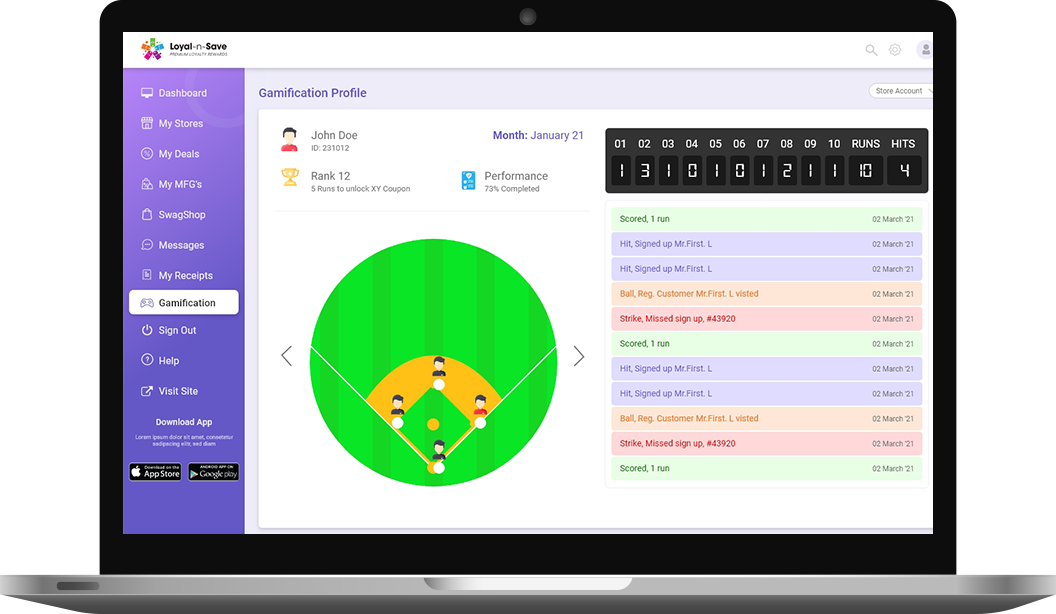 Loyal-n-Save
PREMIUM LOYALTY REWARDS
Dashboard
My Stores
My Deals
My MFG's
SwagShop
Messages
My Receipts
Gamification
Sign Out
Help
Visit Site
Download App
Lorem ipsum dolor sit amet, consetetur
sadipscing elitr, sed diam
Download on the
App Store
ANDROID APP ON
Google play
Gamification Profile
Store Account
John Doe
ID: 231012
Month: January 21
Rank 12
5 Runs to unlock XY Coupon
Performance
73% Completed
01 02 03 04 05 06 07 08 09 10 RUNS HITS
1 3 1 0 1 0 1 2 1 1 10 4
Scored, 1 run 02 March '21
Hit, Signed up Mr.First. L 02 March '21
Hit, Signed up Mr.First. L 02 March '21
Ball, Reg. Customer Mr.First. L visted 02 March '21
Strike, Missed sign up, #43920 02 March '21
Scored, 1 run 02 March '21
Hit, Signed up Mr.First. L 02 March '21
Hit, Signed up Mr.First. L 02 March '21
Ball, Reg. Customer Mr.First. L visted 02 March '21
Strike, Missed sign up, #43920 02 March '21
Scored, 1 run 02 March '21